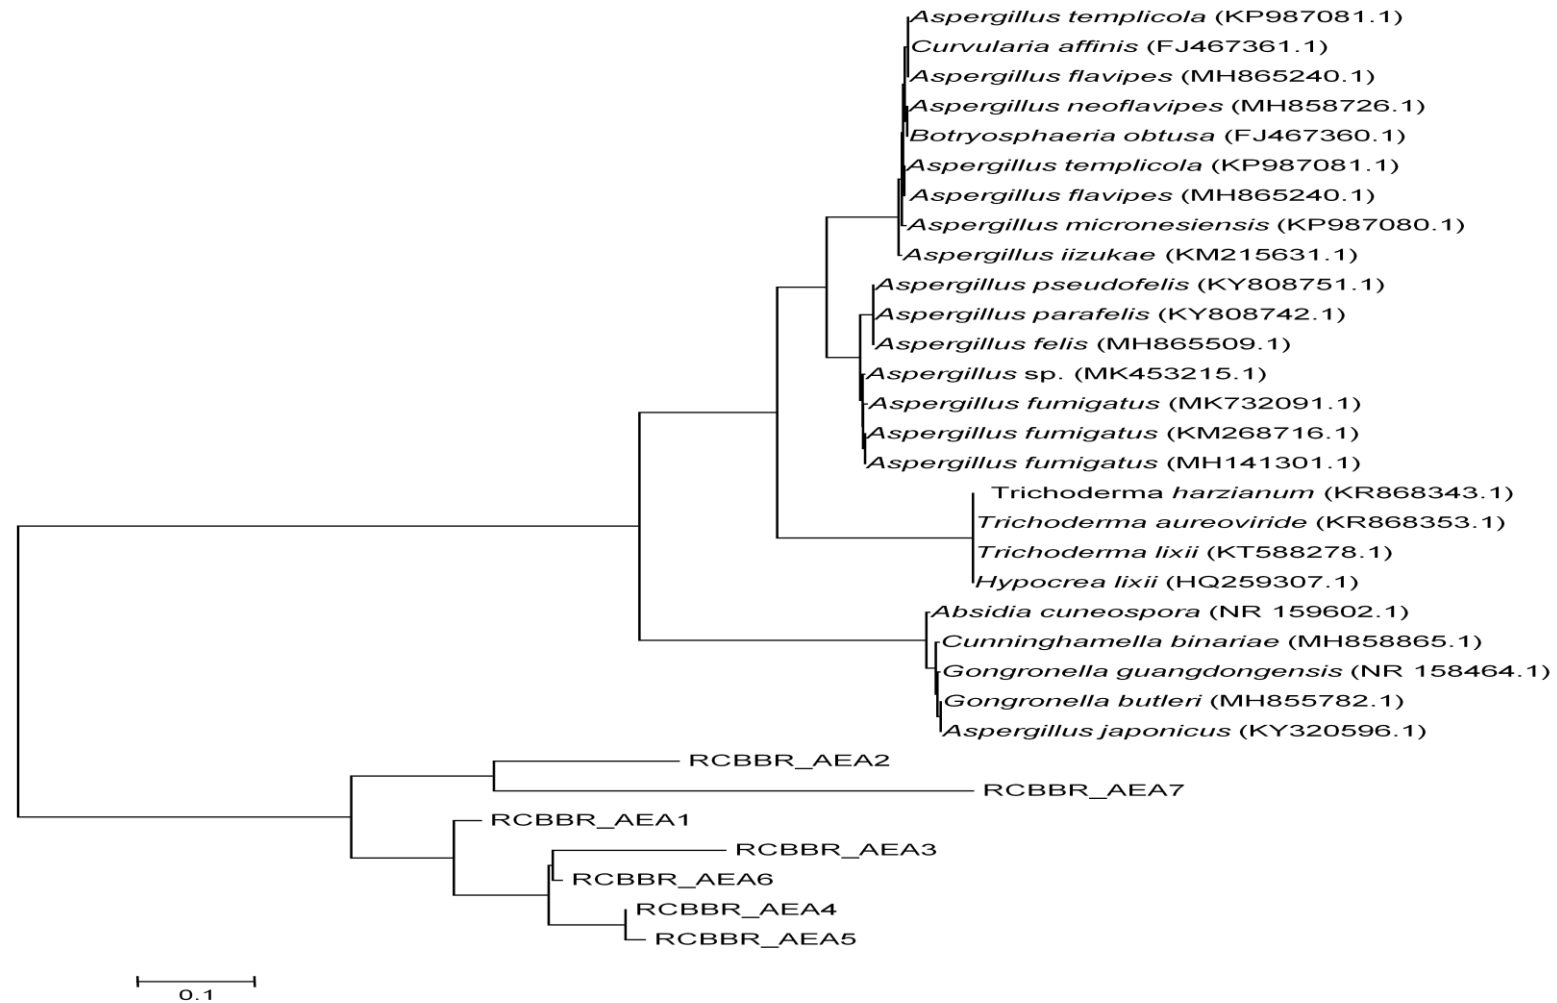 Aspergillus templicola (KP987081.1)
Curvularia affinis (FJ467361.1)
Aspergillus flavipes (MH865240.1)
Aspergillus neoflavipes (MH858726.1)
Botryosphaeria obtusa (FJ467360.1)
Aspergillus templicola (KP987081.1)
Aspergillus flavipes (MH865240.1)
Aspergillus micronesiensis (KP987080.1)
Aspergillus iizukae (KM215631.1)
Aspergillus pseudofelis (KY808751.1)
Aspergillus parafelis (KY808742.1)
Aspergillus felis (MH865509.1)
Aspergillus sp. (MK453215.1)
Aspergillus fumigatus (MK732091.1)
Aspergillus fumigatus (KM268716.1)
Aspergillus fumigatus (MH141301.1)
Trichoderma harzianum (KR868343.1)
Trichoderma aureoviride (KR868353.1)
Trichoderma lixii (KT588278.1)
Hypocrea lixii (HQ259307.1)
Absidia cuneospora (NR 159602.1)
Cunninghamella binariae (MH858865.1)
Gongronella guangdongensis (NR 158464.1)
Gongronella butleri (MH855782.1)
Aspergillus japonicus (KY320596.1)
RCBBR_AEA2
RCBBR_AEA7
RCBBR_AEA1
RCBBR_AEA3
RCBBR_AEA6
RCBBR_AEA4
RCBBR_AEA5
0.1